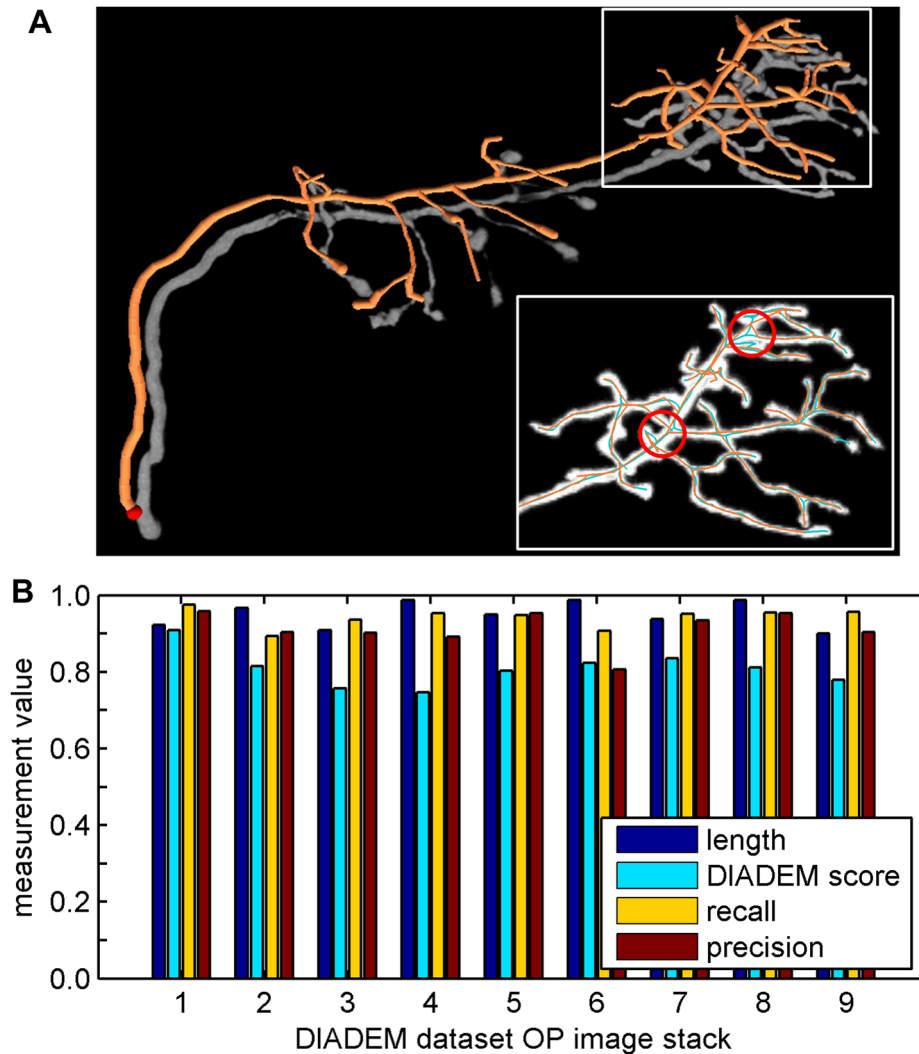 A
B
measurement value
1.0
0.8
0.6
0.4
0.2
0.0
length
DIADEM score
recall
precision
1 2 3 4 5 6 7 8 9
DIADEM dataset OP image stack